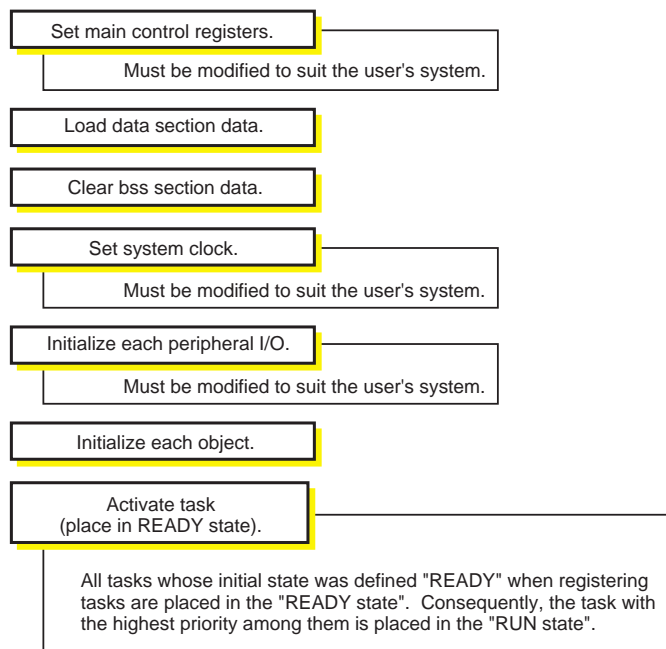 Set main control registers.
Must be modified to suit the user's system.
Load data section data.
Clear bss section data.
Set system clock.
Must be modified to suit the user's system.
Initialize each peripheral I/O.
Must be modified to suit the user's system.
Initialize each object.
Activate task
(place in READY state).
All tasks whose initial state was defined "READY" when registering
tasks are placed in the "READY state". Consequently, the task with
the highest priority among them is placed in the "RUN state".